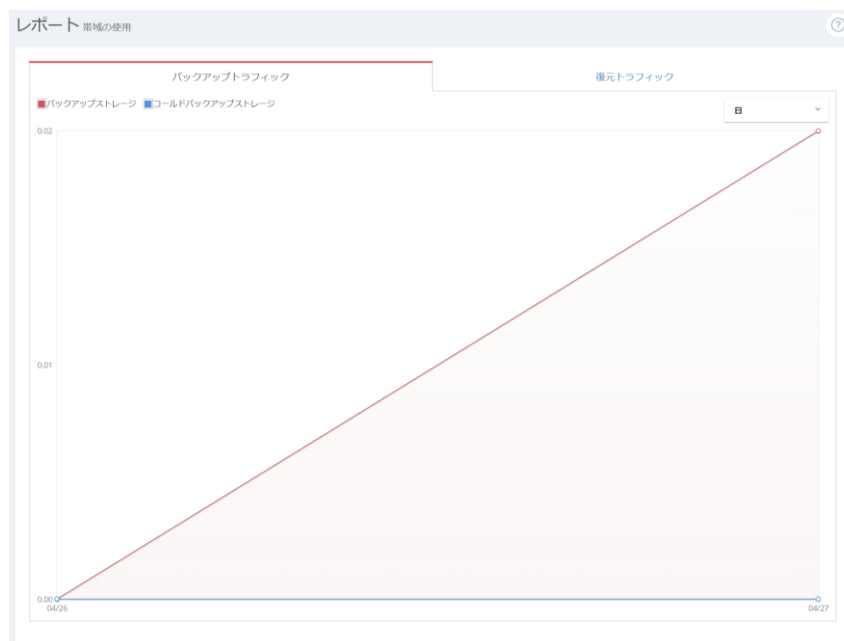 レポート 帯域の使用
バックアップトラフィック 復元トラフィック
バックアップストレージ コールドバックアップストレージ
日
0.02
0.01
0.00
04/26 04/27